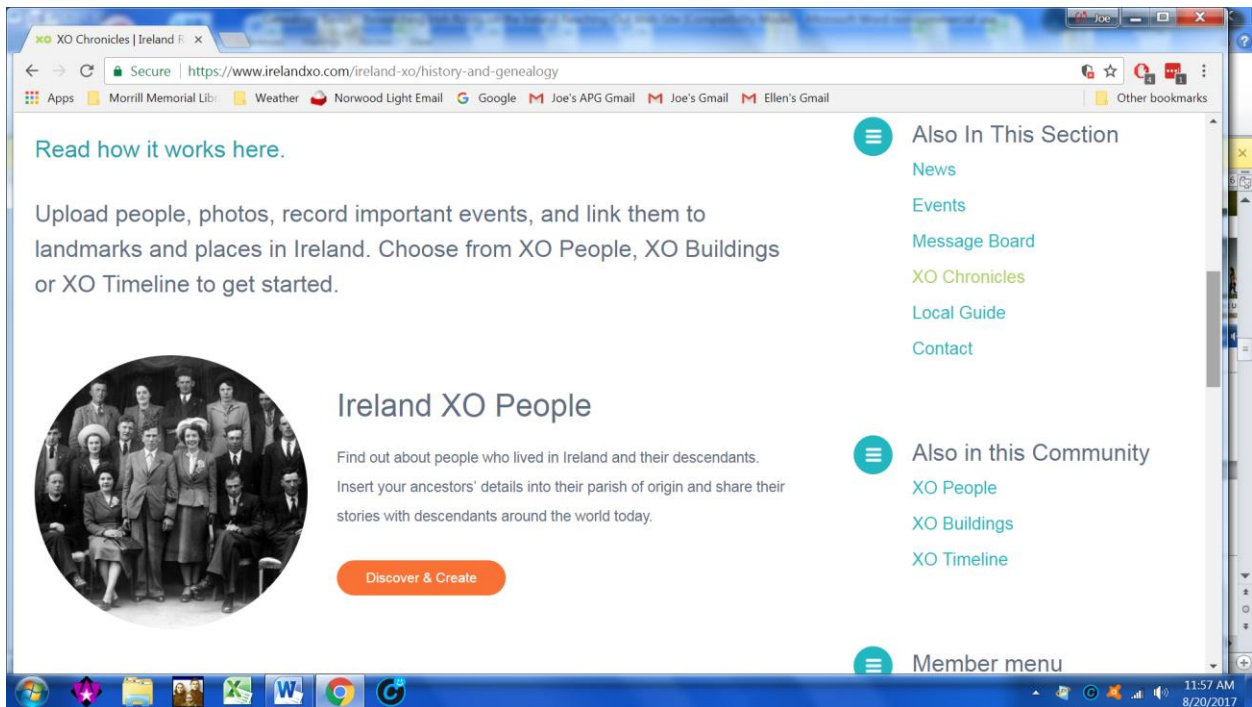 Joe
XO Chronicles | Ireland R
Secure | https://www.irelandxo.com/ireland-xo/history-and-genealogy
Apps Morrill Memorial Libr Weather Norwood Light Email Google Joe's APG Gmail Joe's Gmail Ellen's Gmail Other bookmarks
Read how it works here.
Upload people, photos, record important events, and link them to
landmarks and places in Ireland. Choose from XO People, XO Buildings
or XO Timeline to get started.
Ireland XO People
Find out about people who lived in Ireland and their descendants.
Insert your ancestors' details into their parish of origin and share their
stories with descendants around the world today.
Discover & Create
Also In This Section
News
Events
Message Board
XO Chronicles
Local Guide
Contact
Also in this Community
XO People
XO Buildings
XO Timeline
Member menu
11:57 AM
8/20/2017